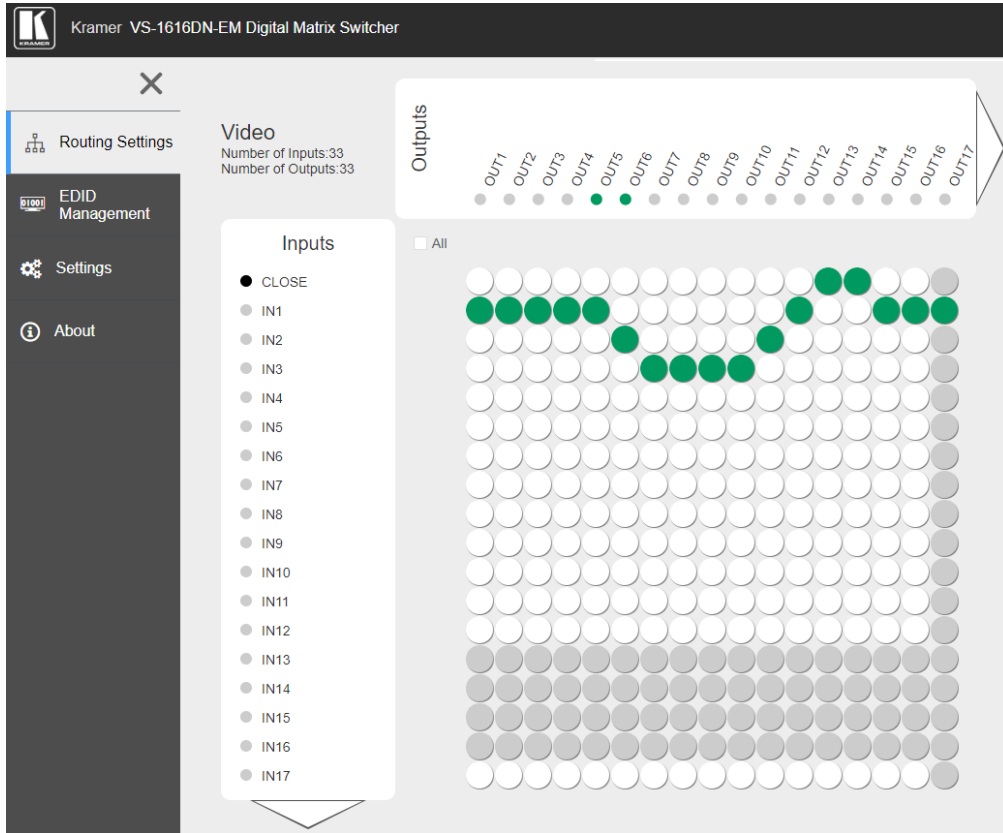 KRAMER
Kramer VS-1616DN-EM Digital Matrix Switcher
Routing Settings
01001
EDID
Management
Settings
About
Video
Number of Inputs:33
Number of Outputs:33
Outputs
OUT1
OUT2
OUT3
OUT4
OUT5
OUT6
OUT7
OUT8
OUT9
OUT10
OUT11
OUT12
OUT13
OUT14
OUT15
OUT16
OUT17
Inputs
All
CLOSE
IN1
IN2
IN3
IN4
IN5
IN6
IN7
IN8
IN9
IN10
IN11
IN12
IN13
IN14
IN15
IN16
IN17